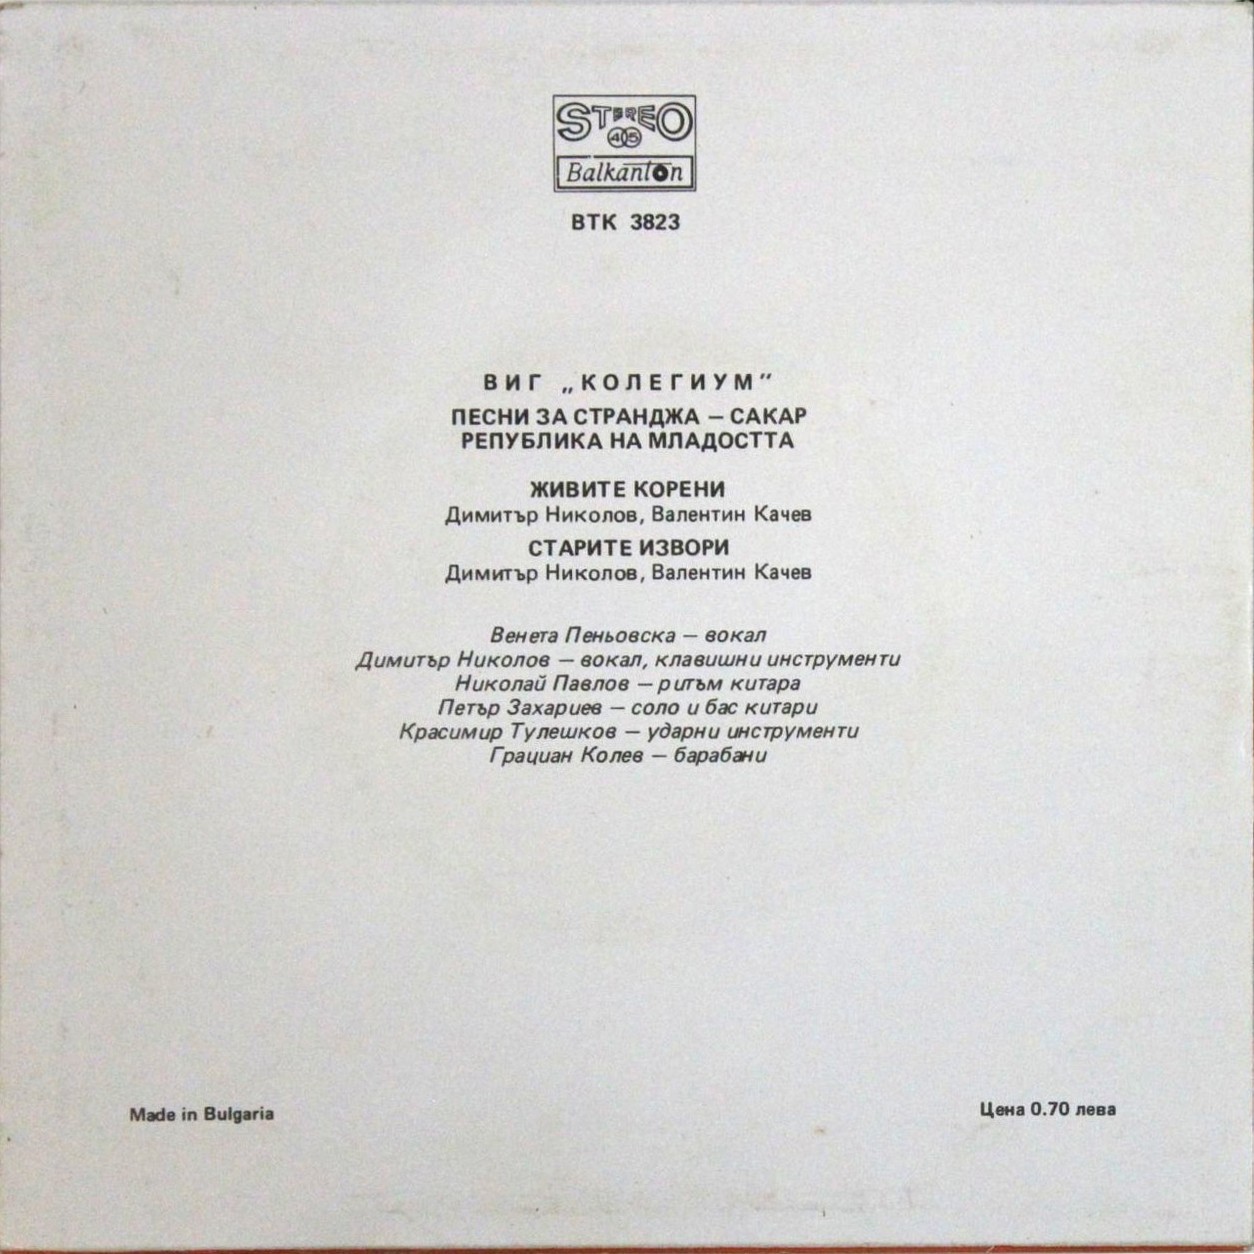 STEREO
45
Balkanton
ВТК 3823
ВИГ „КОЛЕГИУМ”
ПЕСНИ ЗА СТРАНДЖА — САКАР
РЕПУБЛИКА НА МЛАДОСТТА
ЖИВИТЕ КОРЕНИ
Димитър Николов, Валентин Качев
СТАРИТЕ ИЗВОРИ
Димитър Николов, Валентин Качев
Венета Пеньовска — вокал
Димитър Николов — вокал, клавишни инструменти
Николай Павлов — ритъм китара
Петър Захариев — соло и бас китари
Красимир Тулешков — ударни инструменти
Грациан Колев — барабани
Made in Bulgaria
Цена 0.70 лева